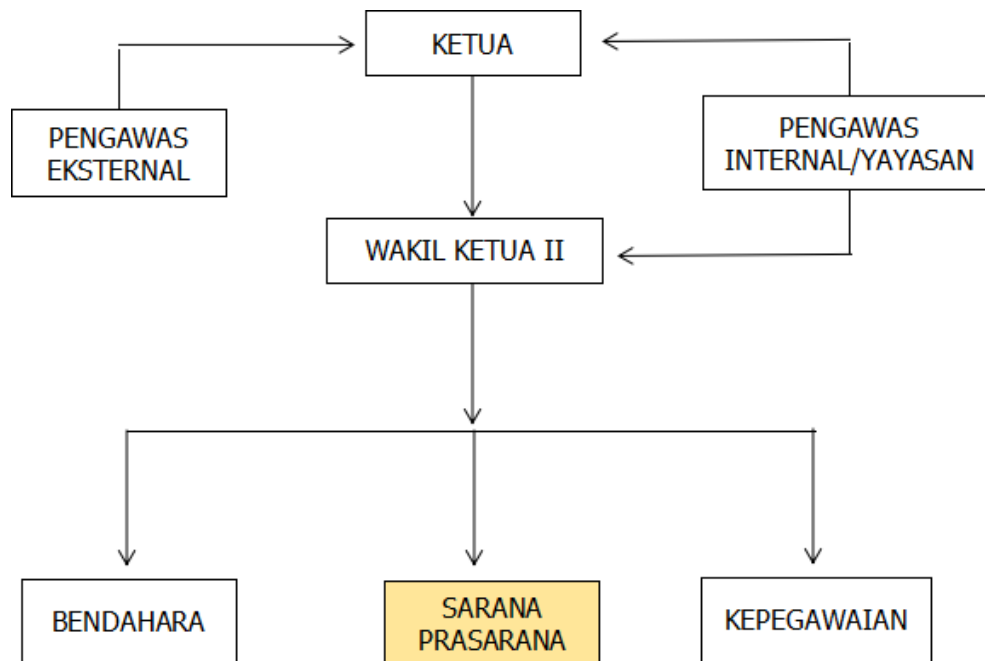 KETUA
PENGAWAS
EKSTERNAL
PENGAWAS
INTERNAL/YAYASAN
WAKIL KETUA II
BENDAHARA
SARANA
PRASARANA
KEPEGAWAIAN